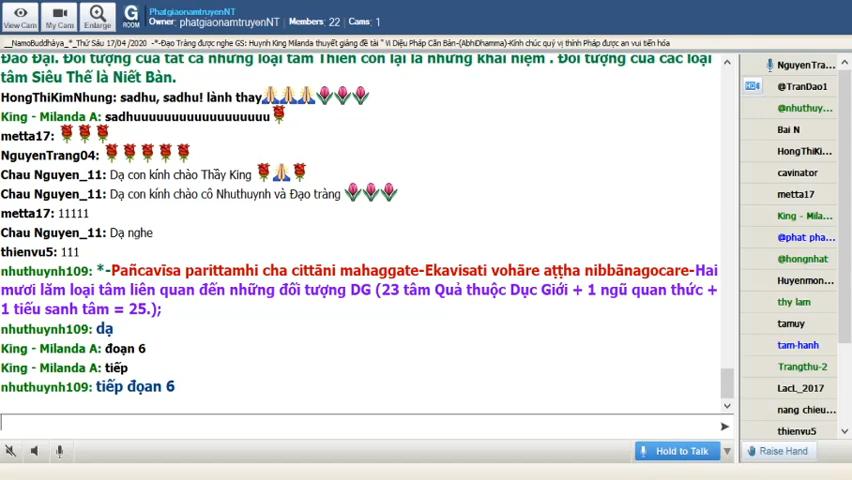 View Cam
My Cam
Enlarge
G
ROOM
PhatgiaonamtruyenNT
Owner: phatgiaonamtruyenNT Members: 22 Cams: 1
__NamoBuddhàya_*_Thứ Sáu 17/04 /2020 -*-Đạo Tràng được nghe GS: Huynh King Milanda thuyết giảng đề tài " Vi Diệu Pháp Căn Bản-(AbhiDhamma)-Kính chúc quý vị thính Pháp được an vui tiến hóa
Đáo Đại. Đối tượng của tất cả những loại tâm Thiền còn lại là những khái niệm . Đối tượng của các loại
tâm Siêu Thế là Niết Bàn.
HongThiKimNhung: sadhu, sadhu! lành thay
King - Milanda A: sadhuuuuuuuuuuuuuuuuuu
metta17:
NguyenTrang04:
Chau Nguyen_11: Dạ con kính chào Thầy King
Chau Nguyen_11: Dạ con kính chào cô Nhuthuynh và Đạo tràng
metta17: 11111
Chau Nguyen_11: Dạ nghe
thienvu5: 111
nhuthuynh109: *-Pañcavīsa parittamhi cha cittāni mahaggate-Ekavisati vohāre aṭṭha nibbānagocare-Hai
mươi lăm loại tâm liên quan đến những đối tượng DG (23 tâm Quả thuộc Dục Giới + 1 ngũ quan thức +
1 tiếu sanh tâm = 25.);
nhuthuynh109: dạ
King - Milanda A: đoạn 6
King - Milanda A: tiếp
nhuthuynh109: tiếp đọan 6
Hold to Talk
NguyenTra...
@TranDao1
@nhuthuy...
Bai N
HongThiKi...
cavinator
metta17
King - Mila...
@phat pha...
@hongnhat
Huyenmon...
thy lam
tamuy
tam-hanh
Trangthu-2
LacL_2017
nang chieu...
thienvu5
Raise Hand